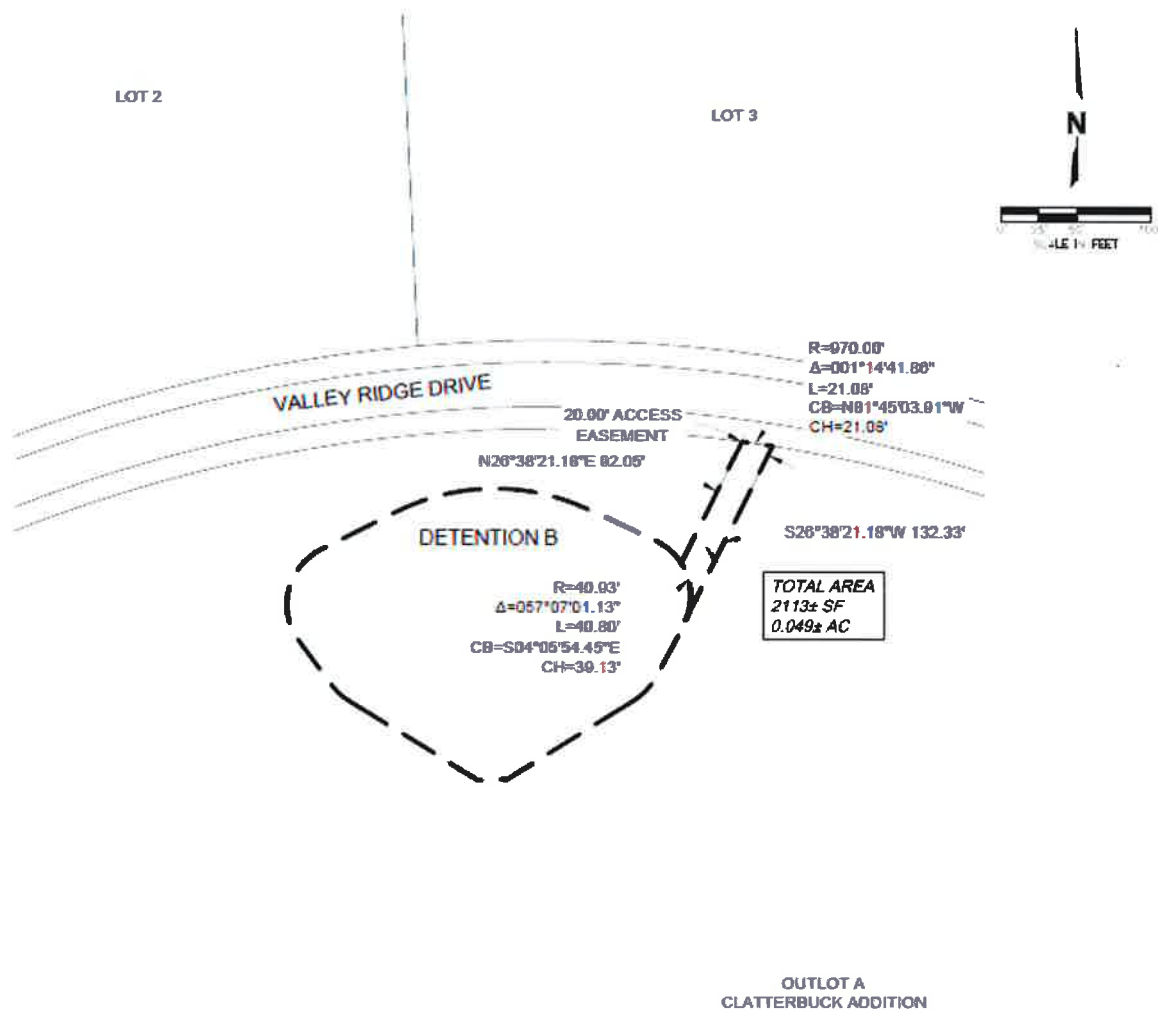 LOT 2
LOT 3
N
SCALE IN FEET
R=970.00'
Δ=001°14'41.86"
L=21.08'
CB=N81°45'03.91"W
CH=21.08'
VALLEY RIDGE DRIVE
20.00' ACCESS
EASEMENT
N26°38'21.18"E 82.05'
DETENTION B
S26°38'21.18"W 132.33'
R=40.93'
Δ=057°07'01.13"
L=40.80'
CB=S04°05'54.45"E
CH=39.13'
TOTAL AREA
2113± SF
0.049± AC
OUTLOT A
CLATTERBUCK ADDITION